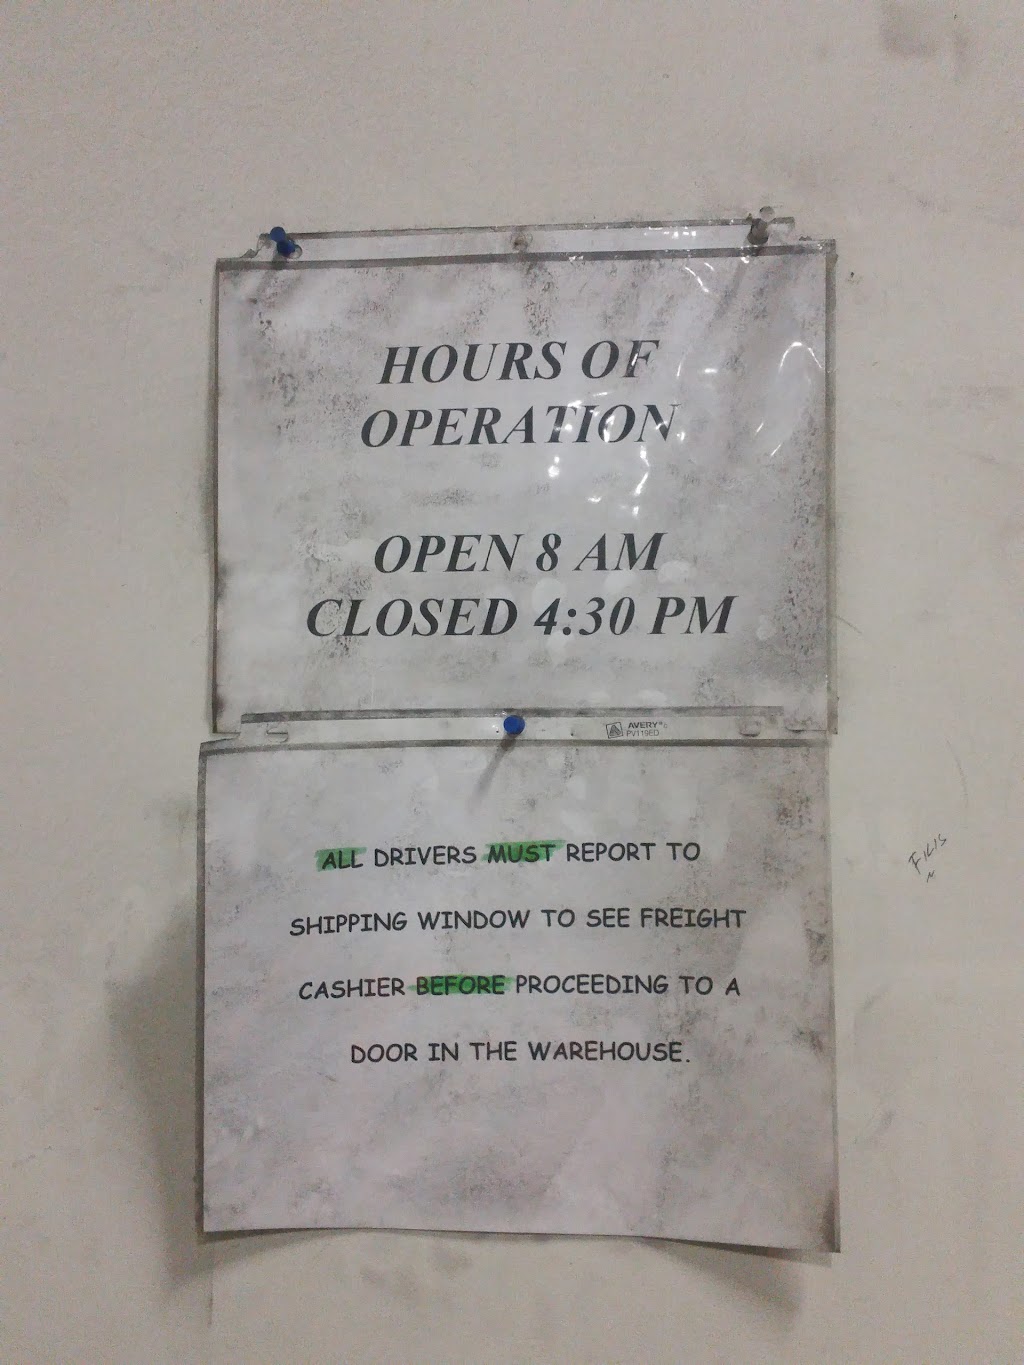 HOURS OF
OPERATION
OPEN 8 AM
CLOSED 4:30 PM
AVERY®
PV119ED
ALL DRIVERS MUST REPORT TO
SHIPPING WINDOW TO SEE FREIGHT
CASHIER BEFORE PROCEEDING TO A
DOOR IN THE WAREHOUSE.